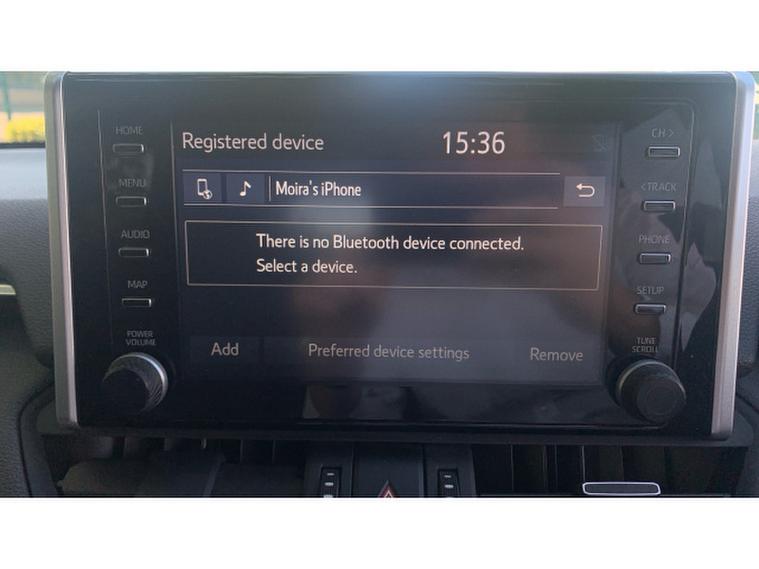 HOME
MENU
AUDIO
MAP
POWER
VOLUME
Registered device 15:36
Moira's iPhone
There is no Bluetooth device connected.
Select a device.
Add Preferred device settings Remove
CH >
< TRACK
PHONE
SETUP
TUNE
SCROLL